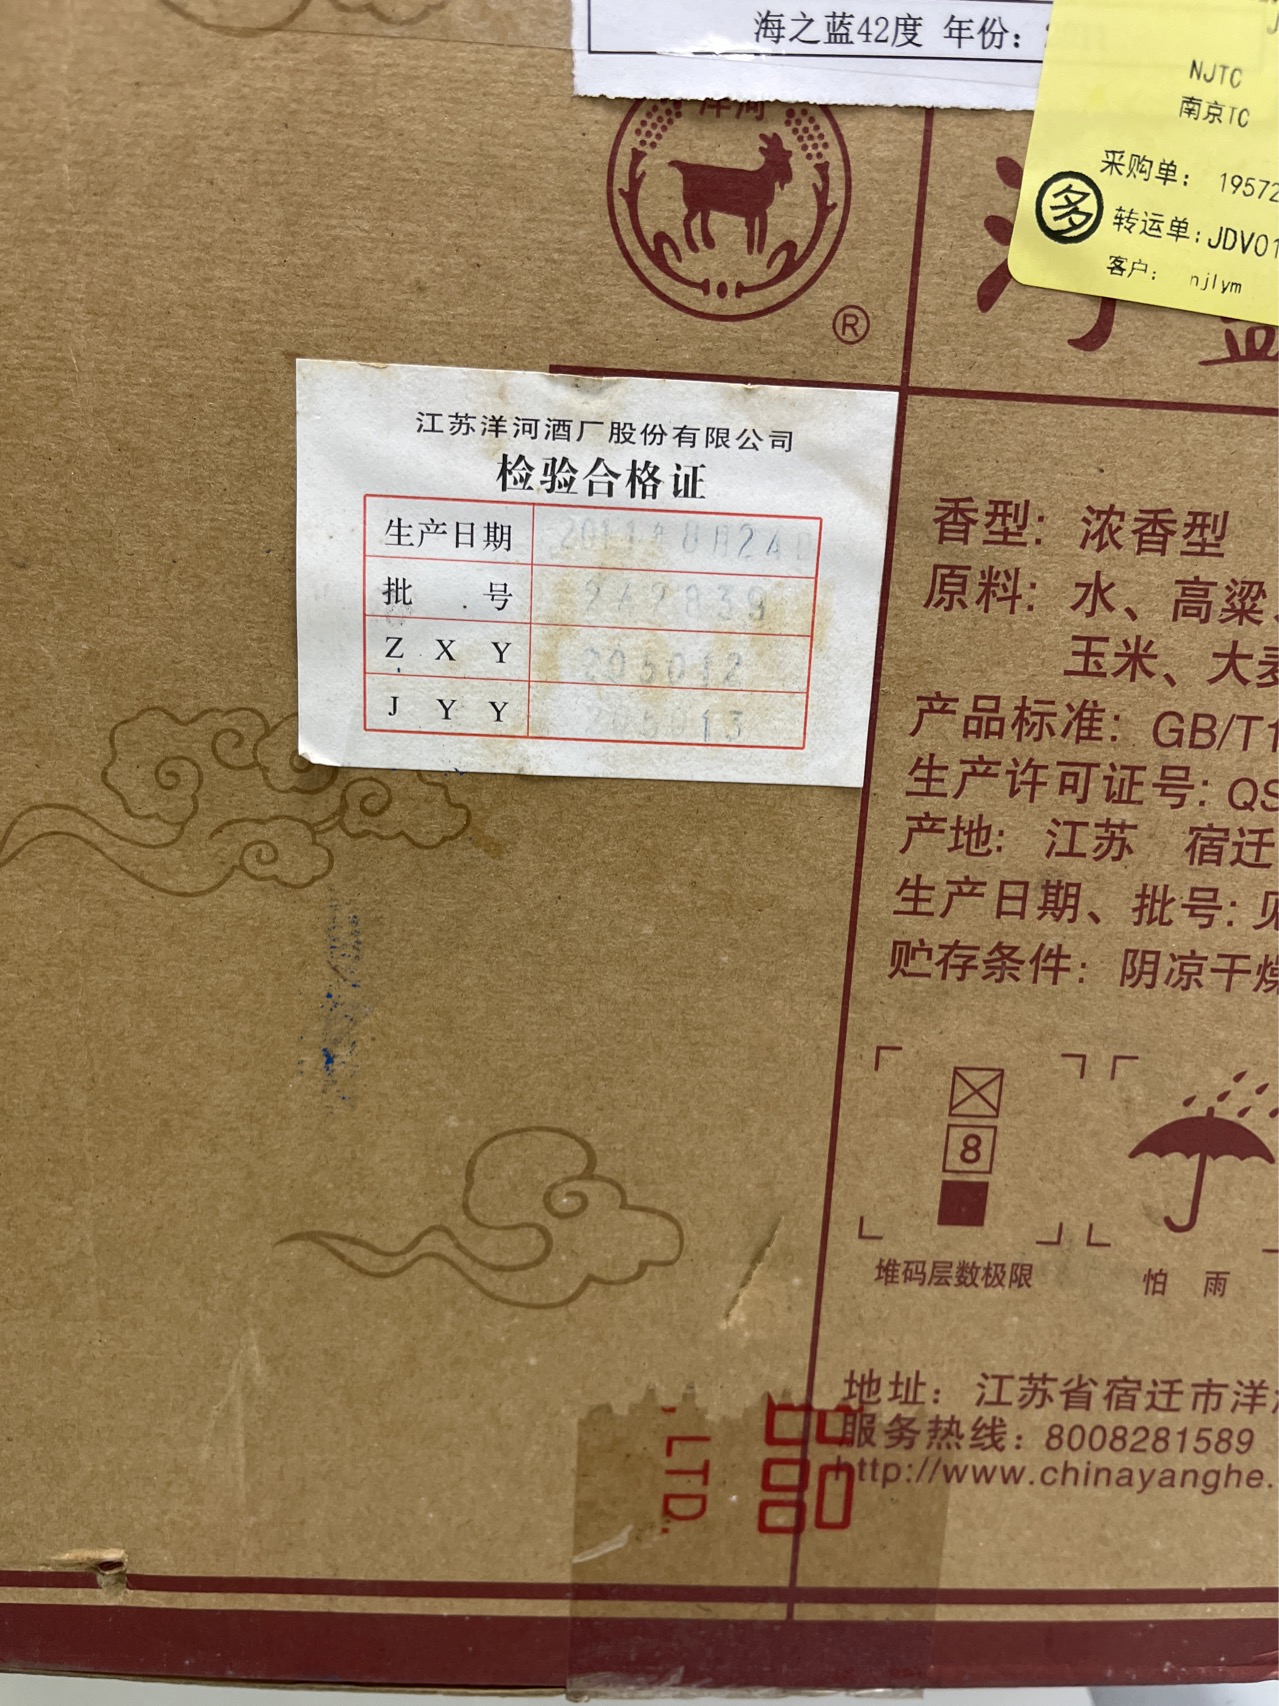 海之蓝42度 年份:
NJTC
南京TC
采购单: 19572
多 转运单:JDV01
客户: njlym
洋河
®
江苏洋河酒厂股份有限公司
检验合格证
生产日期
批 号 242839
Z X Y 205012
J Y Y 205013
香型: 浓香型
原料: 水、高粱、
玉米、大麦
产品标准: GB/T1
生产许可证号: QS
产地: 江苏 宿迁
生产日期、批号: 见
贮存条件: 阴凉干燥
8
堆码层数极限
怕 雨
地址: 江苏省宿迁市洋
服务热线: 8008281589
http://www.chinayanghe.
LTD.